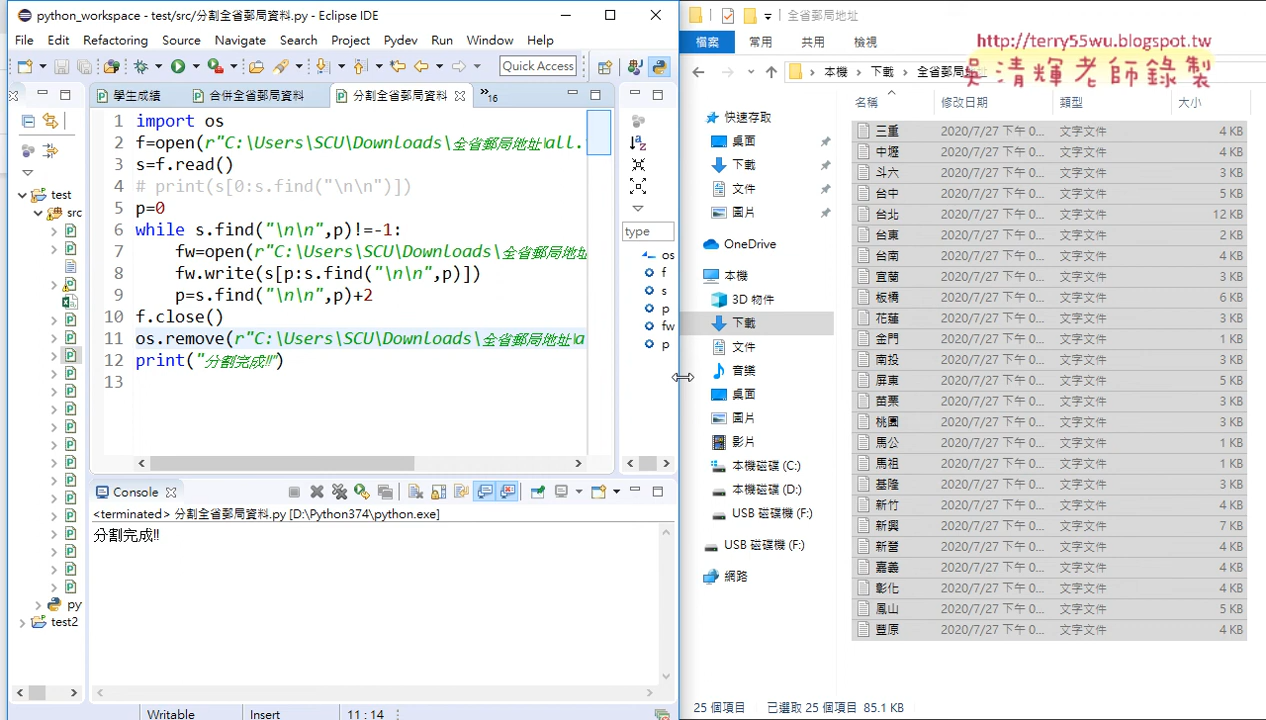 python_workspace - test/src/分割全省郵局資料.py - Eclipse IDE
File Edit Refactoring Source Navigate Search Project Pydev Run Window Help
Quick Access
學生成績 合併全省郵局資料 分割全省郵局資料 »16
1 import os
2 f=open(r"C:\Users\SCU\Downloads\全省郵局地址\all.
3 s=f.read()
4 # print(s[0:s.find("\n\n")])
5 p=0
6 while s.find("\n\n",p)!=-1:
7 fw=open(r"C:\Users\SCU\Downloads\全省郵局地址
8 fw.write(s[p:s.find("\n\n",p)])
9 p=s.find("\n\n",p)+2
10 f.close()
11 os.remove(r"C:\Users\SCU\Downloads\全省郵局地址\a
12 print("分割完成!!")
13
test
src
py
test2
type
os
f
s
p
fw
p
Console
<terminated> 分割全省郵局資料.py [D:\Python374\python.exe]
分割完成!!
Writable Insert 11 : 14
全省郵局地址
檔案 常用 共用 檢視
http://terry55wu.blogspot.tw
吳清輝老師錄製
本機 下載 全省郵局
名稱 修改日期 類型 大小
快速存取
桌面
下載
文件
圖片
OneDrive
本機
3D 物件
下載
文件
音樂
桌面
圖片
影片
本機磁碟 (C:)
本機磁碟 (D:)
USB 磁碟機 (F:)
USB 磁碟機 (F:)
網路
三重 2020/7/27 下午 0... 文字文件 4 KB
中壢 2020/7/27 下午 0... 文字文件 4 KB
斗六 2020/7/27 下午 0... 文字文件 3 KB
台中 2020/7/27 下午 0... 文字文件 5 KB
台北 2020/7/27 下午 0... 文字文件 12 KB
台東 2020/7/27 下午 0... 文字文件 2 KB
台南 2020/7/27 下午 0... 文字文件 4 KB
宜蘭 2020/7/27 下午 0... 文字文件 3 KB
板橋 2020/7/27 下午 0... 文字文件 6 KB
花蓮 2020/7/27 下午 0... 文字文件 3 KB
金門 2020/7/27 下午 0... 文字文件 1 KB
南投 2020/7/27 下午 0... 文字文件 3 KB
屏東 2020/7/27 下午 0... 文字文件 5 KB
苗栗 2020/7/27 下午 0... 文字文件 3 KB
桃園 2020/7/27 下午 0... 文字文件 3 KB
馬公 2020/7/27 下午 0... 文字文件 1 KB
馬祖 2020/7/27 下午 0... 文字文件 1 KB
基隆 2020/7/27 下午 0... 文字文件 3 KB
新竹 2020/7/27 下午 0... 文字文件 4 KB
新興 2020/7/27 下午 0... 文字文件 7 KB
新營 2020/7/27 下午 0... 文字文件 4 KB
嘉義 2020/7/27 下午 0... 文字文件 4 KB
彰化 2020/7/27 下午 0... 文字文件 4 KB
鳳山 2020/7/27 下午 0... 文字文件 5 KB
豐原 2020/7/27 下午 0... 文字文件 4 KB
25 個項目 已選取 25 個項目 85.1 KB